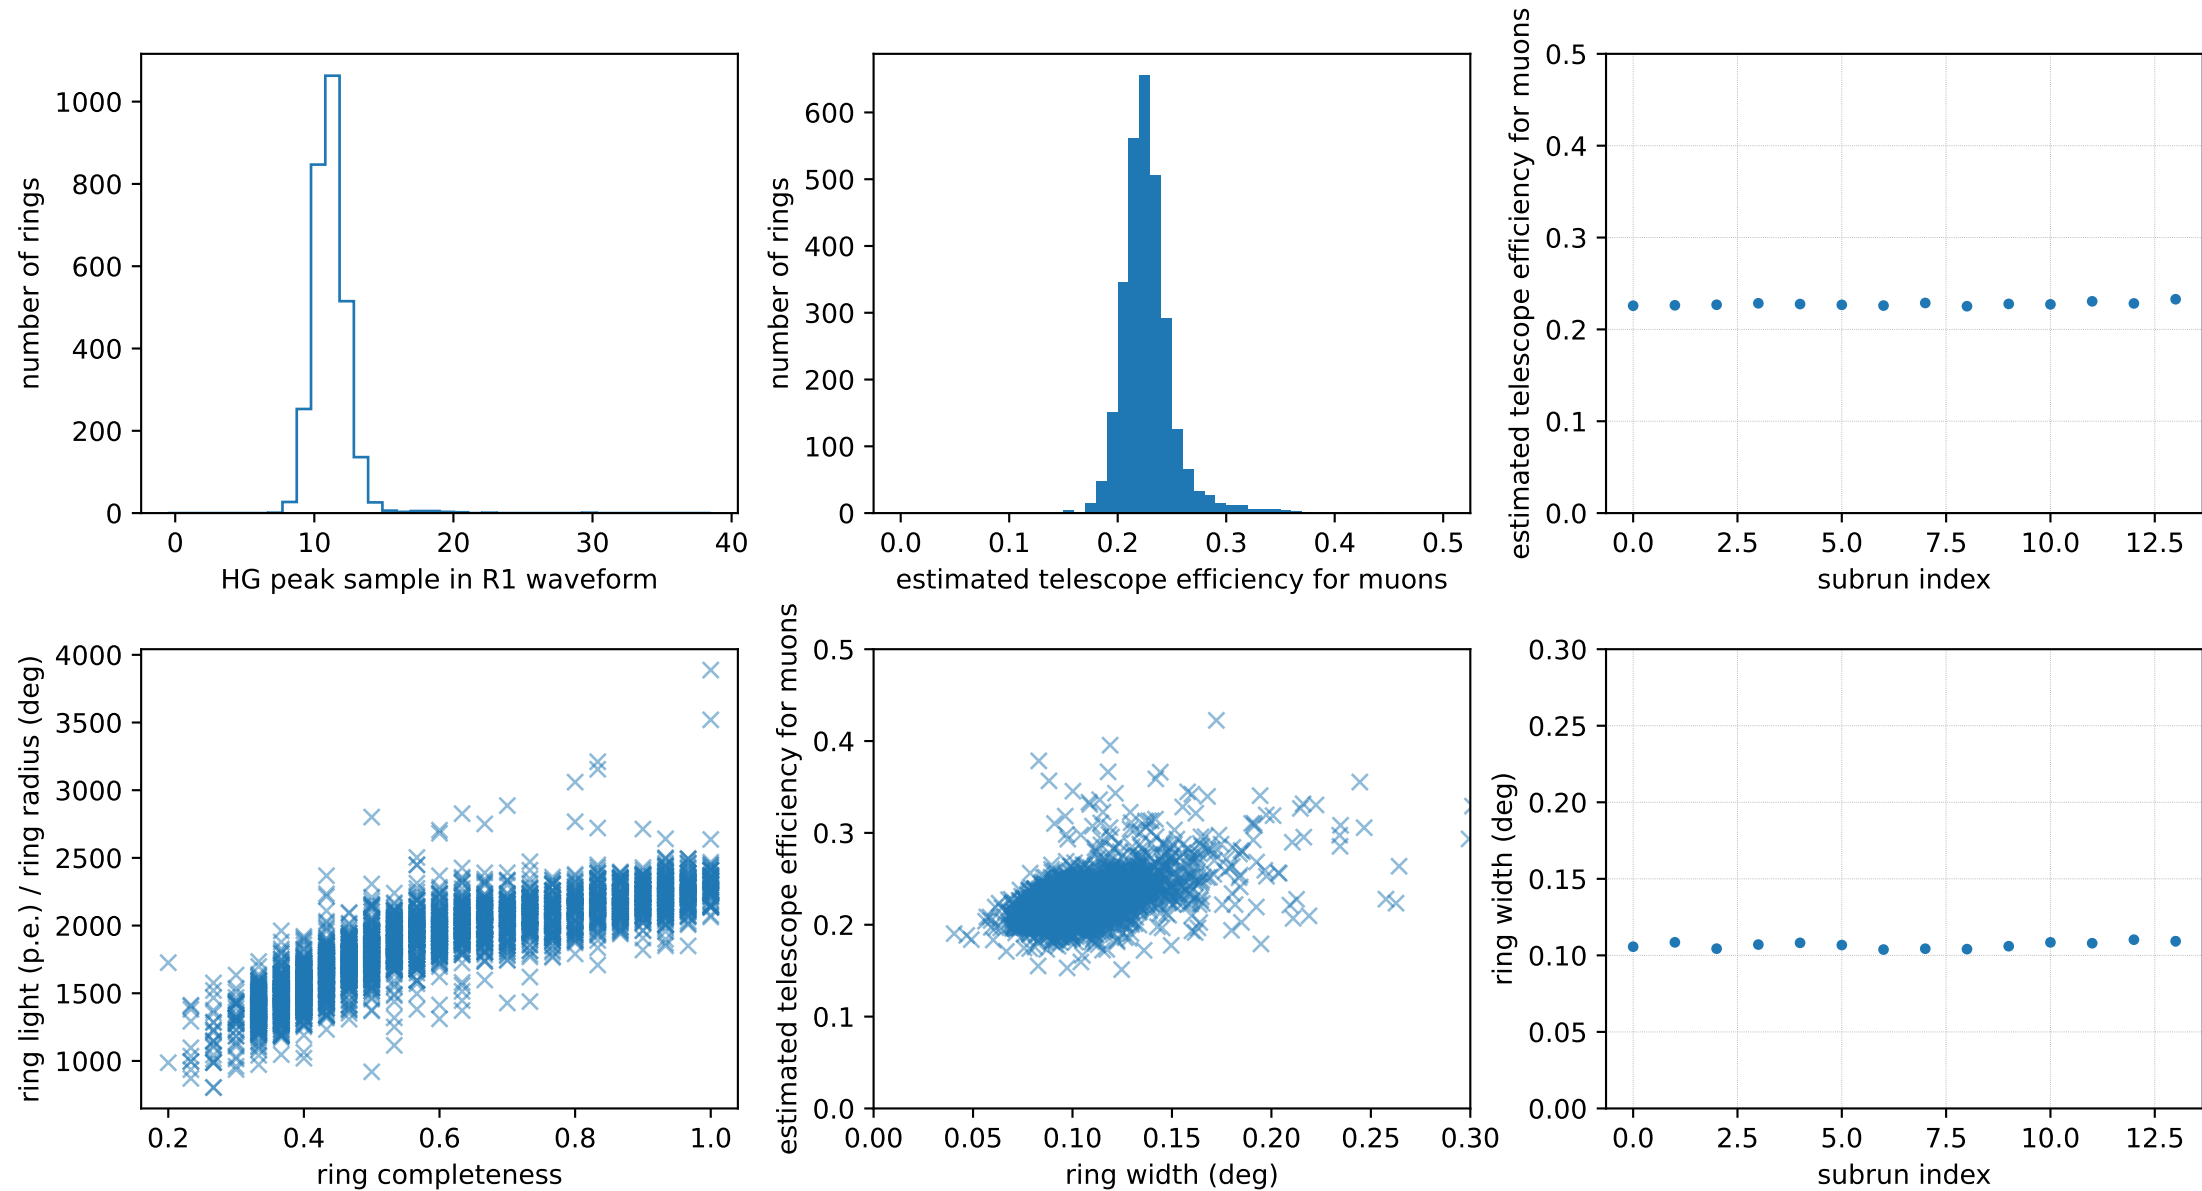 number of rings
1000
800
600
400
200
0
0 10 20 30 40
HG peak sample in R1 waveform
number of rings
600
500
400
300
200
100
0
0.0 0.1 0.2 0.3 0.4 0.5
estimated telescope efficiency for muons
estimated telescope efficiency for muons
0.5
0.4
0.3
0.2
0.1
0.0
0.0 2.5 5.0 7.5 10.0 12.5
subrun index
ring light (p.e.) / ring radius (deg)
4000
3500
3000
2500
2000
1500
1000
0.2 0.4 0.6 0.8 1.0
ring completeness
estimated telescope efficiency for muons
0.5
0.4
0.3
0.2
0.1
0.0
0.00 0.05 0.10 0.15 0.20 0.25 0.30
ring width (deg)
ring width (deg)
0.30
0.25
0.20
0.15
0.10
0.05
0.00
0.0 2.5 5.0 7.5 10.0 12.5
subrun index